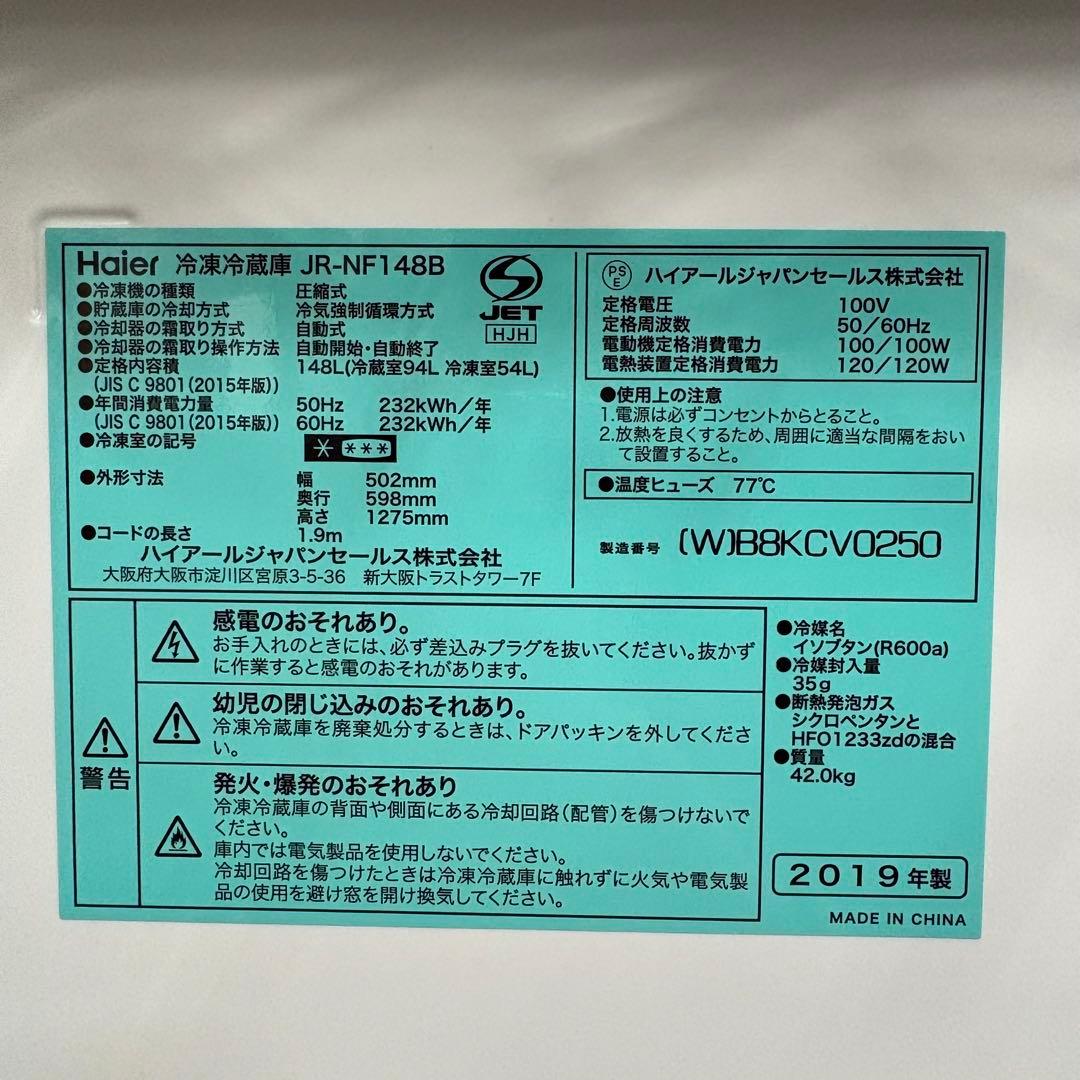 Haier 冷凍冷蔵庫 JR-NF148B
●冷凍機の種類 圧縮式
●貯蔵庫の冷却方式 冷気強制循環方式
●冷却器の霜取り方式 自動式
●冷却器の霜取り操作方法 自動開始・自動終了
●定格内容積 148L(冷蔵室94L 冷凍室54L)
(JIS C 9801(2015年版))
●年間消費電力量 50Hz 232kWh/年
(JIS C 9801(2015年版)) 60Hz 232kWh/年
●冷凍室の記号 * ***
●外形寸法 幅 502mm
奥行 598mm
高さ 1275mm
●コードの長さ 1.9m
ハイアールジャパンセールス株式会社
大阪府大阪市淀川区宮原3-5-36 新大阪トラストタワー7F
S
JET
HJH
PSE ハイアールジャパンセールス株式会社
定格電圧 100V
定格周波数 50/60Hz
電動機定格消費電力 100/100W
電熱装置定格消費電力 120/120W
●使用上の注意
1.電源は必ずコンセントからとること。
2.放熱を良くするため、周囲に適当な間隔をおい
て設置すること。
●温度ヒューズ 77℃
製造番号 (W)B8KCV0250
警告
感電のおそれあり。
お手入れのときには、必ず差込みプラグを抜いてください。抜かず
に作業すると感電のおそれがあります。
幼児の閉じ込みのおそれあり。
冷凍冷蔵庫を廃棄処分するときは、ドアパッキンを外してくださ
い。
発火・爆発のおそれあり
冷凍冷蔵庫の背面や側面にある冷却回路(配管)を傷つけないで
ください。
庫内では電気製品を使用しないでください。
冷却回路を傷つけたときは冷凍冷蔵庫に触れずに火気や電気製
品の使用を避け窓を開け換気してください。
●冷媒名
イソブタン(R600a)
●冷媒封入量
35g
●断熱発泡ガス
シクロペンタンと
HFO1233zdの混合
●質量
42.0kg
2019年製
MADE IN CHINA